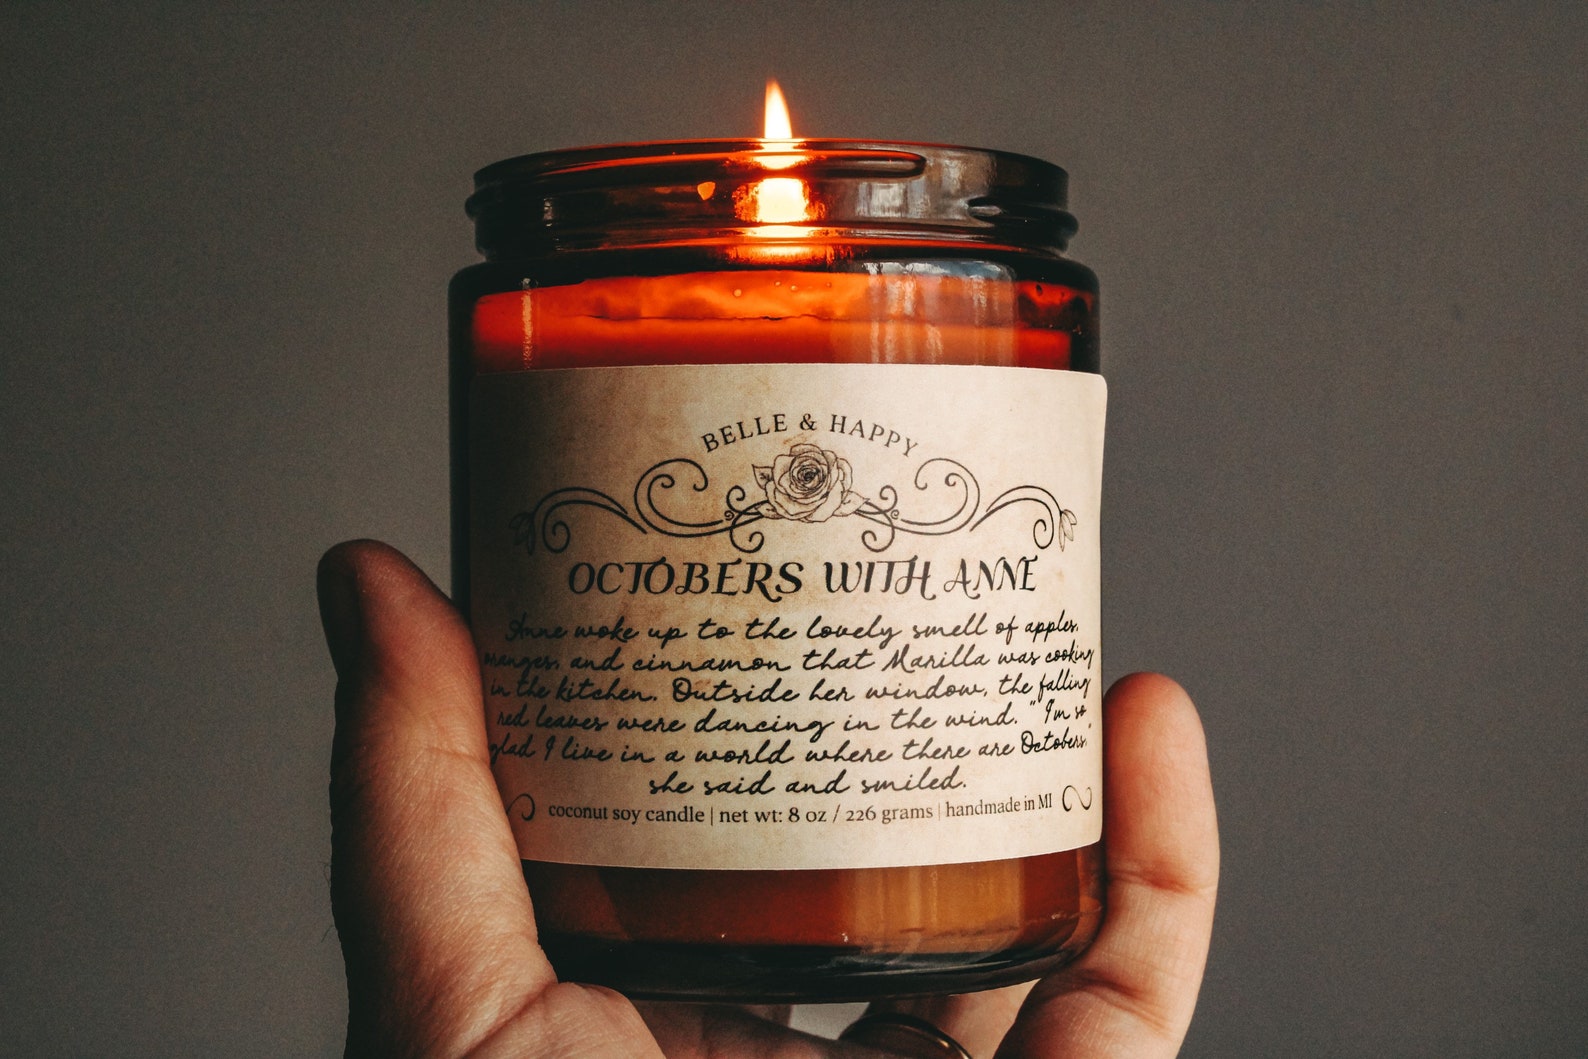 BELLE & HAPPY
OCTOBERS WITH ANNE
Anne woke up to the lovely smell of apples,
oranges, and cinnamon that Marilla was cooking
in the kitchen. Outside her window, the falling
red leaves were dancing in the wind. "I'm so
glad I live in a world where there are Octobers,"
she said and smiled.
coconut soy candle | net wt: 8 oz / 226 grams | handmade in MI